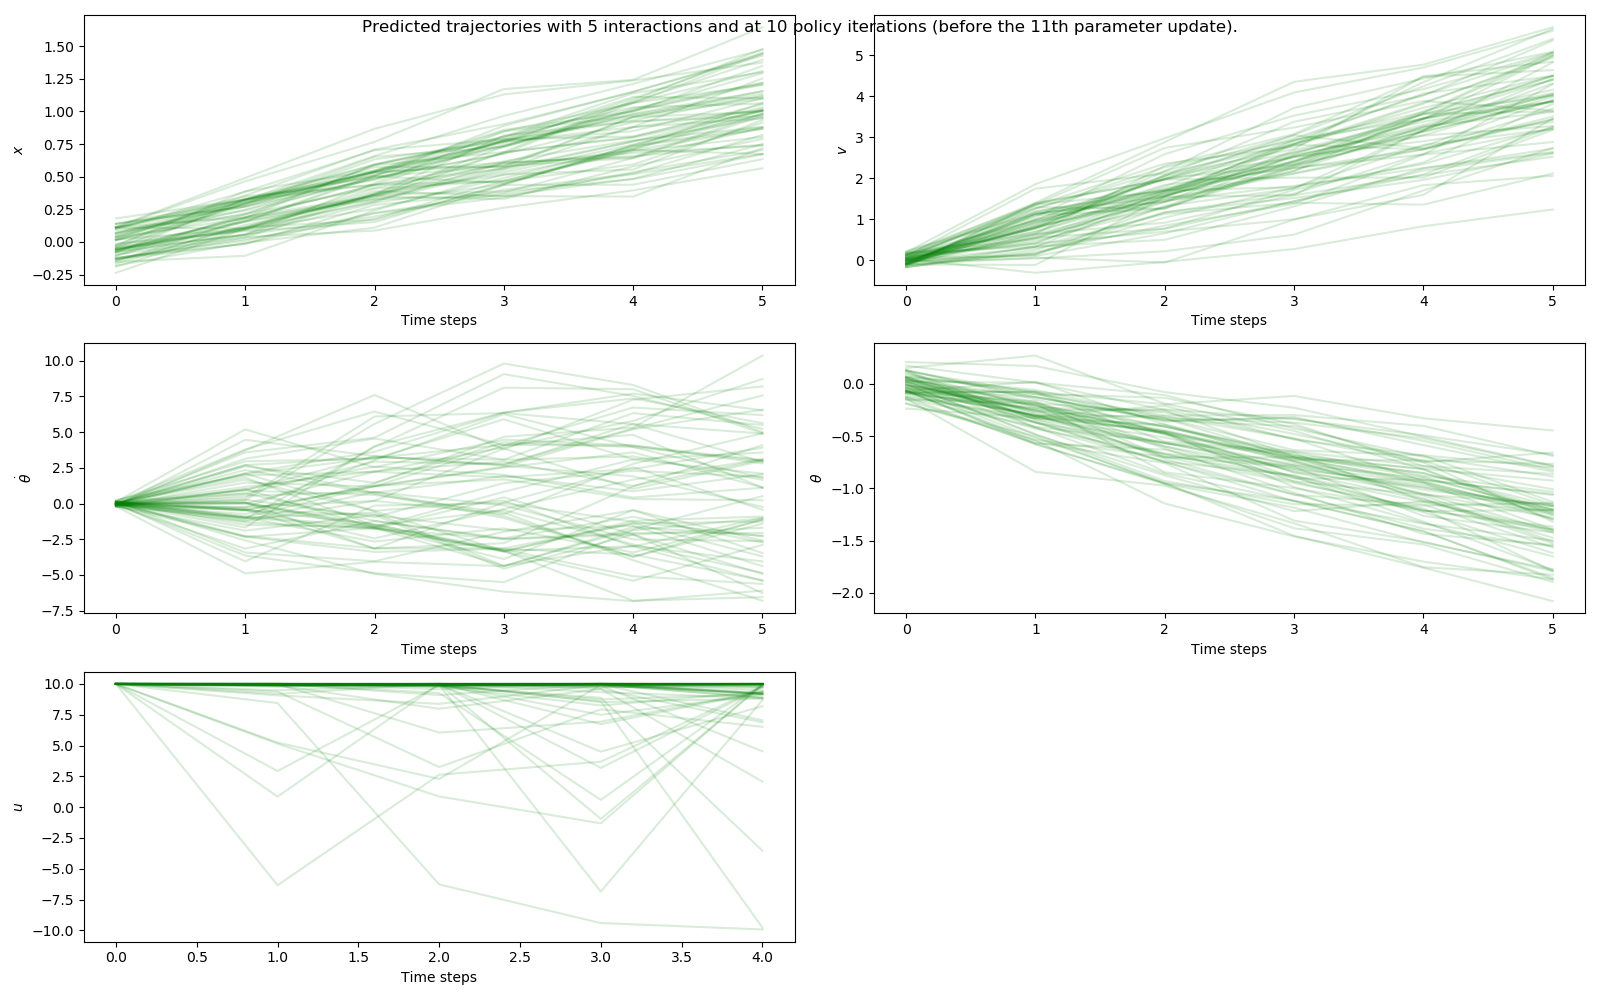 Predicted trajectories with 5 interactions and at 10 policy iterations (before the 11th parameter update).
1.50
1.25
1.00
0.75
0.50
0.25
0.00
−0.25
x
0 1 2 3 4 5
Time steps
5
4
3
2
1
0
v
0 1 2 3 4 5
Time steps
10.0
7.5
5.0
2.5
0.0
−2.5
−5.0
−7.5
θ̇
0 1 2 3 4 5
Time steps
0.0
−0.5
−1.0
−1.5
−2.0
θ
0 1 2 3 4 5
Time steps
10.0
7.5
5.0
2.5
0.0
−2.5
−5.0
−7.5
−10.0
u
0.0 0.5 1.0 1.5 2.0 2.5 3.0 3.5 4.0
Time steps